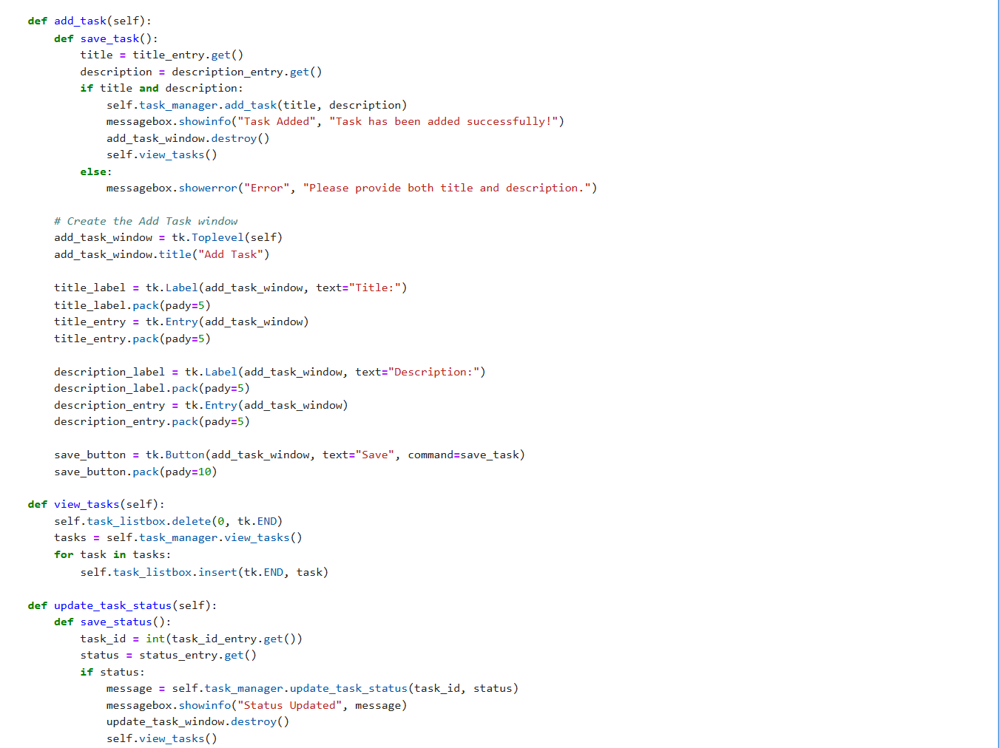 def add_task(self):
    def save_task():
        title = title_entry.get()
        description = description_entry.get()
        if title and description:
            self.task_manager.add_task(title, description)
            messagebox.showinfo("Task Added", "Task has been added successfully!")
            add_task_window.destroy()
            self.view_tasks()
        else:
            messagebox.showerror("Error", "Please provide both title and description.")

    # Create the Add Task window
    add_task_window = tk.Toplevel(self)
    add_task_window.title("Add Task")

    title_label = tk.Label(add_task_window, text="Title:")
    title_label.pack(pady=5)
    title_entry = tk.Entry(add_task_window)
    title_entry.pack(pady=5)

    description_label = tk.Label(add_task_window, text="Description:")
    description_label.pack(pady=5)
    description_entry = tk.Entry(add_task_window)
    description_entry.pack(pady=5)

    save_button = tk.Button(add_task_window, text="Save", command=save_task)
    save_button.pack(pady=10)

def view_tasks(self):
    self.task_listbox.delete(0, tk.END)
    tasks = self.task_manager.view_tasks()
    for task in tasks:
        self.task_listbox.insert(tk.END, task)

def update_task_status(self):
    def save_status():
        task_id = int(task_id_entry.get())
        status = status_entry.get()
        if status:
            message = self.task_manager.update_task_status(task_id, status)
            messagebox.showinfo("Status Updated", message)
            update_task_window.destroy()
            self.view_tasks()